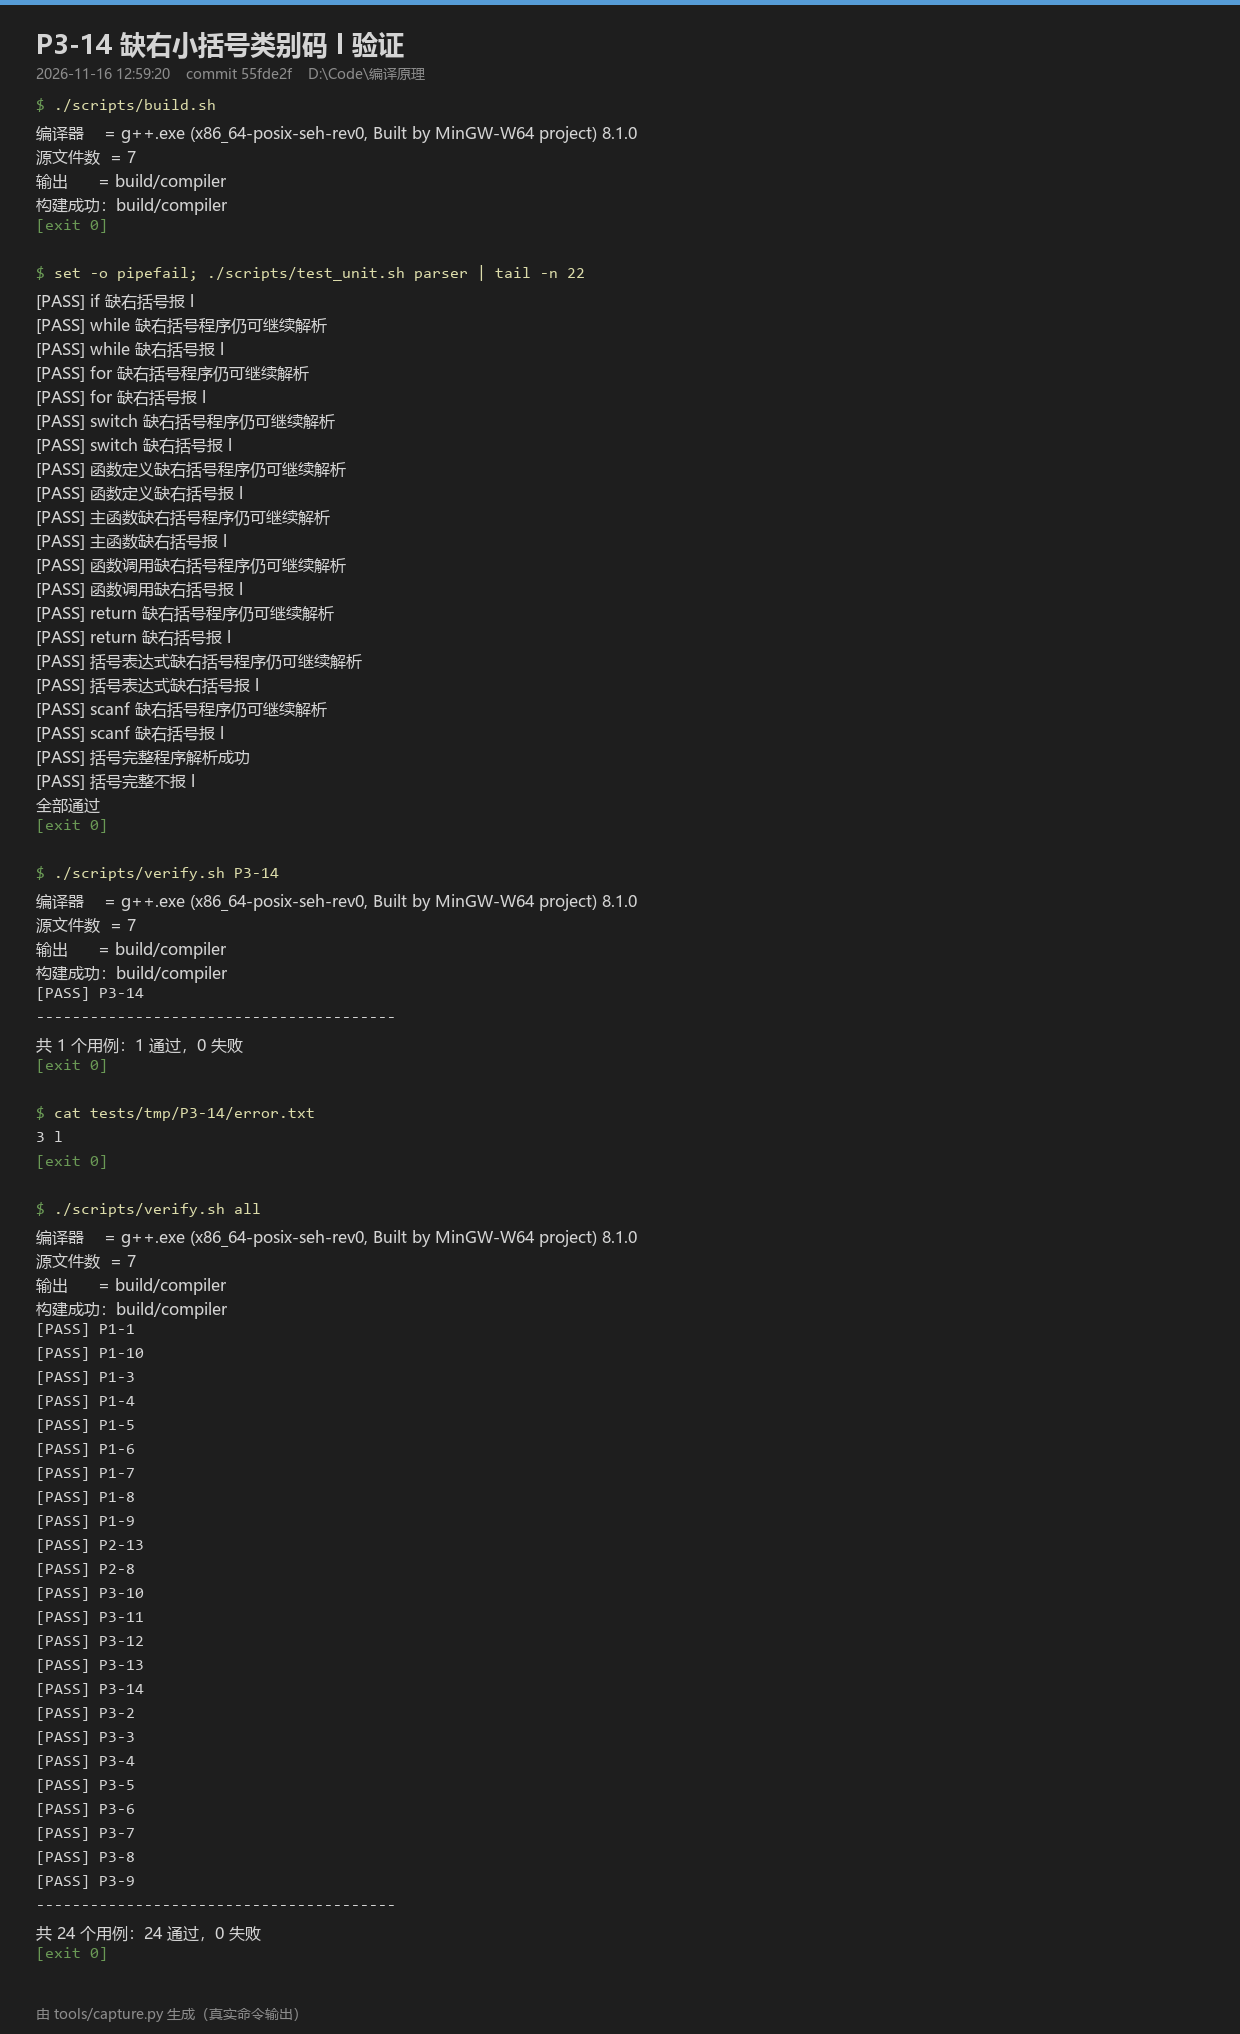 P3-14 缺右小括号类别码 l 验证
2026-11-16 12:59:20 commit 55fde2f D:\Code\编译原理
$ ./scripts/build.sh
编译器 = g++.exe (x86_64-posix-seh-rev0, Built by MinGW-W64 project) 8.1.0
源文件数 = 7
输出 = build/compiler
构建成功：build/compiler
[exit 0]
$ set -o pipefail; ./scripts/test_unit.sh parser | tail -n 22
[PASS] if 缺右括号报 l
[PASS] while 缺右括号程序仍可继续解析
[PASS] while 缺右括号报 l
[PASS] for 缺右括号程序仍可继续解析
[PASS] for 缺右括号报 l
[PASS] switch 缺右括号程序仍可继续解析
[PASS] switch 缺右括号报 l
[PASS] 函数定义缺右括号程序仍可继续解析
[PASS] 函数定义缺右括号报 l
[PASS] 主函数缺右括号程序仍可继续解析
[PASS] 主函数缺右括号报 l
[PASS] 函数调用缺右括号程序仍可继续解析
[PASS] 函数调用缺右括号报 l
[PASS] return 缺右括号程序仍可继续解析
[PASS] return 缺右括号报 l
[PASS] 括号表达式缺右括号程序仍可继续解析
[PASS] 括号表达式缺右括号报 l
[PASS] scanf 缺右括号程序仍可继续解析
[PASS] scanf 缺右括号报 l
[PASS] 括号完整程序解析成功
[PASS] 括号完整不报 l
全部通过
[exit 0]
$ ./scripts/verify.sh P3-14
编译器 = g++.exe (x86_64-posix-seh-rev0, Built by MinGW-W64 project) 8.1.0
源文件数 = 7
输出 = build/compiler
构建成功：build/compiler
[PASS] P3-14
----------------------------------------
共 1 个用例：1 通过，0 失败
[exit 0]
$ cat tests/tmp/P3-14/error.txt
3 l
[exit 0]
$ ./scripts/verify.sh all
编译器 = g++.exe (x86_64-posix-seh-rev0, Built by MinGW-W64 project) 8.1.0
源文件数 = 7
输出 = build/compiler
构建成功：build/compiler
[PASS] P1-1
[PASS] P1-10
[PASS] P1-3
[PASS] P1-4
[PASS] P1-5
[PASS] P1-6
[PASS] P1-7
[PASS] P1-8
[PASS] P1-9
[PASS] P2-13
[PASS] P2-8
[PASS] P3-10
[PASS] P3-11
[PASS] P3-12
[PASS] P3-13
[PASS] P3-14
[PASS] P3-2
[PASS] P3-3
[PASS] P3-4
[PASS] P3-5
[PASS] P3-6
[PASS] P3-7
[PASS] P3-8
[PASS] P3-9
----------------------------------------
共 24 个用例：24 通过，0 失败
[exit 0]
由 tools/capture.py 生成（真实命令输出）